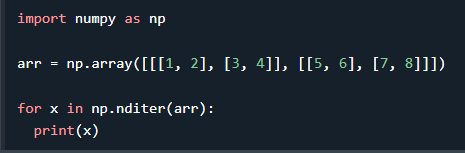 import numpy as np
arr = np.array([[[1, 2], [3, 4]], [[5, 6], [7, 8]]])
for x in np.nditer(arr):
  print(x)